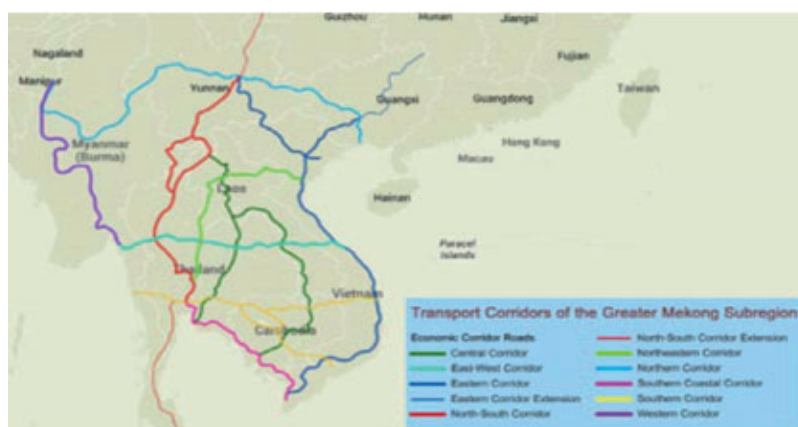 Guizhou
Hunan
Jiangxi
Nagaland
Fujian
Manipur
Yunnan
Guangxi
Guangdong
Taiwan
Myanmar
(Burma)
Hong Kong
Macau
Laos
Hainan
Paracel
Islands
Thailand
Vietnam
Cambodia
Transport Corridors of the Greater Mekong Subregion
Economic Corridor Roads
Central Corridor
East-West Corridor
Eastern Corridor
Eastern Corridor Extension
North-South Corridor
North-South Corridor Extension
Northeastern Corridor
Northern Corridor
Southern Coastal Corridor
Southern Corridor
Western Corridor